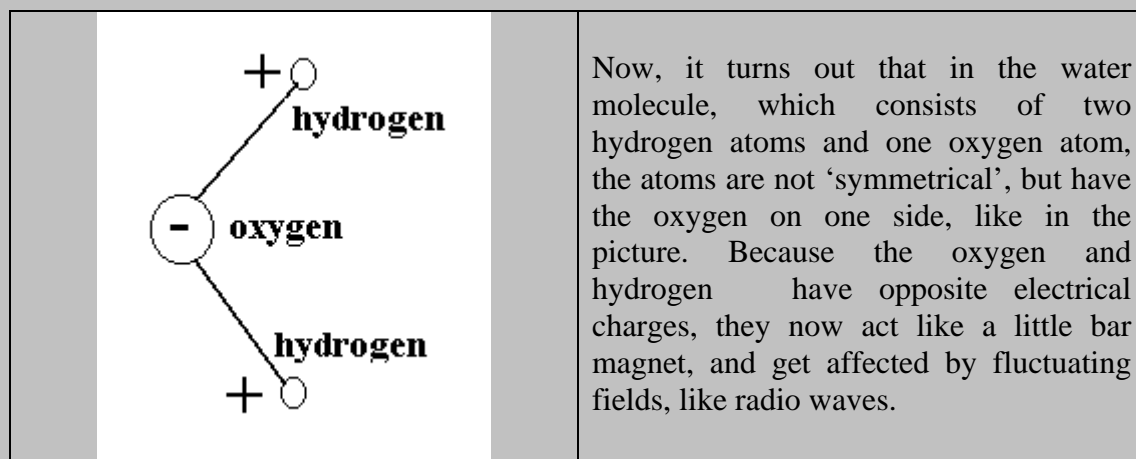 +
hydrogen
- oxygen
hydrogen
+
Now, it turns out that in the water
molecule, which consists of two
hydrogen atoms and one oxygen atom,
the atoms are not ‘symmetrical’, but have
the oxygen on one side, like in the
picture. Because the oxygen and
hydrogen have opposite electrical
charges, they now act like a little bar
magnet, and get affected by fluctuating
fields, like radio waves.